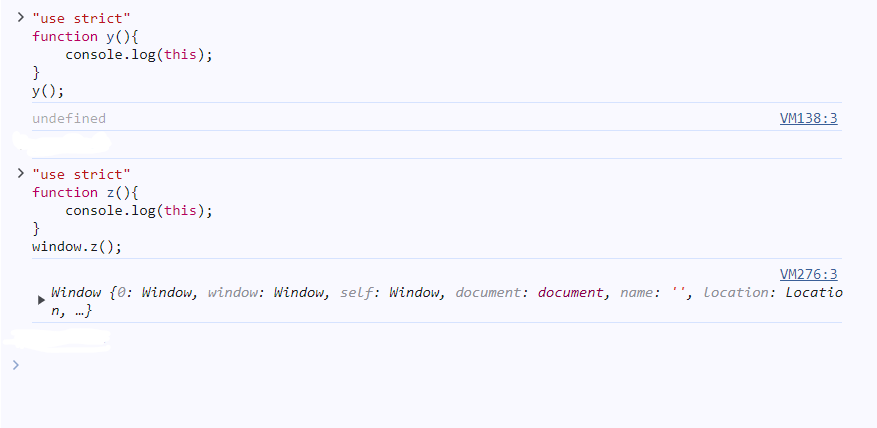 "use strict"
function y(){
    console.log(this);
}
y();
undefined VM138:3
"use strict"
function z(){
    console.log(this);
}
window.z();
VM276:3
Window {0: Window, window: Window, self: Window, document: document, name: '', location: Locatio
n, …}